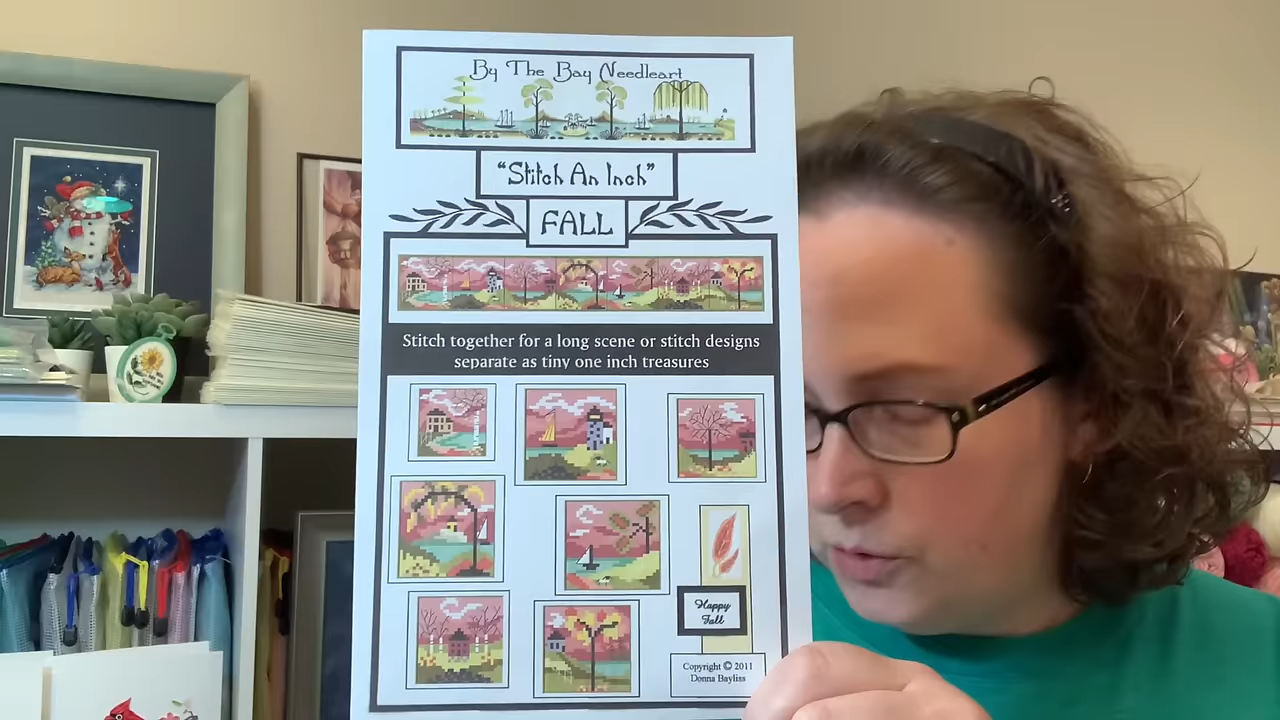 By The Bay Needleart
"Stitch An Inch"
FALL
Stitch together for a long scene or stitch designs
separate as tiny one inch treasures
Happy
Fall
Copyright © 2011
Donna Bayliss